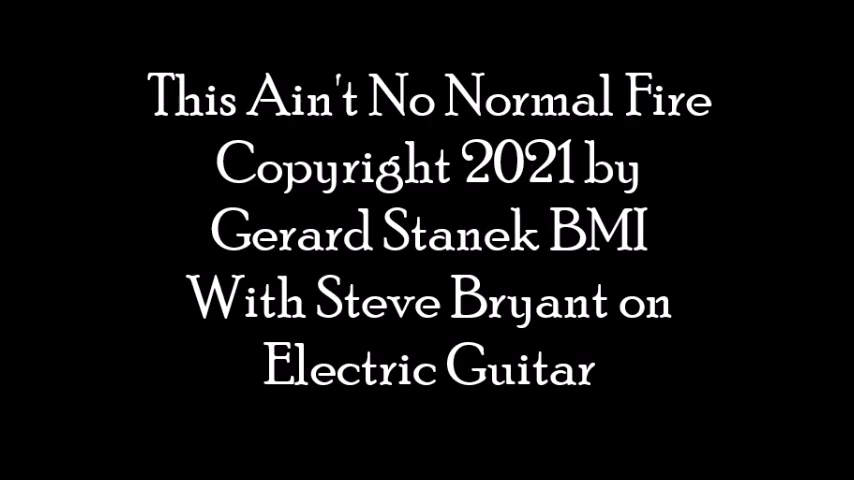 This Ain't No Normal Fire
Copyright 2021 by
Gerard Stanek BMI
With Steve Bryant on
Electric Guitar